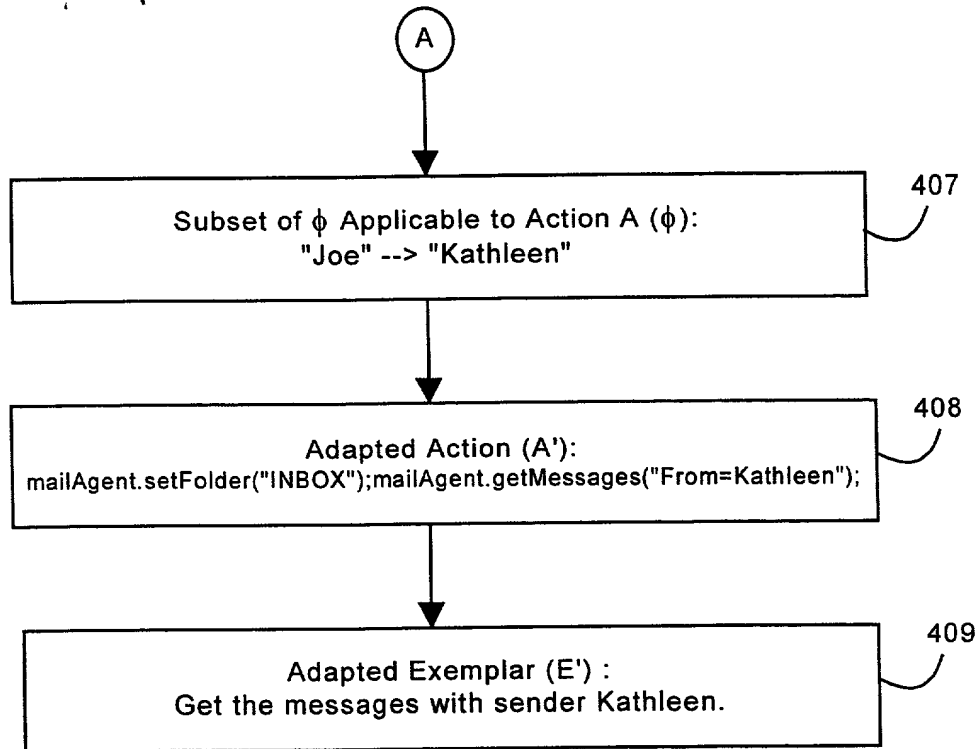 A
Subset of ϕ Applicable to Action A (ϕ):
"Joe" --> "Kathleen"
407
Adapted Action (A'):
mailAgent.setFolder("INBOX");mailAgent.getMessages("From=Kathleen");
408
Adapted Exemplar (E') :
Get the messages with sender Kathleen.
409